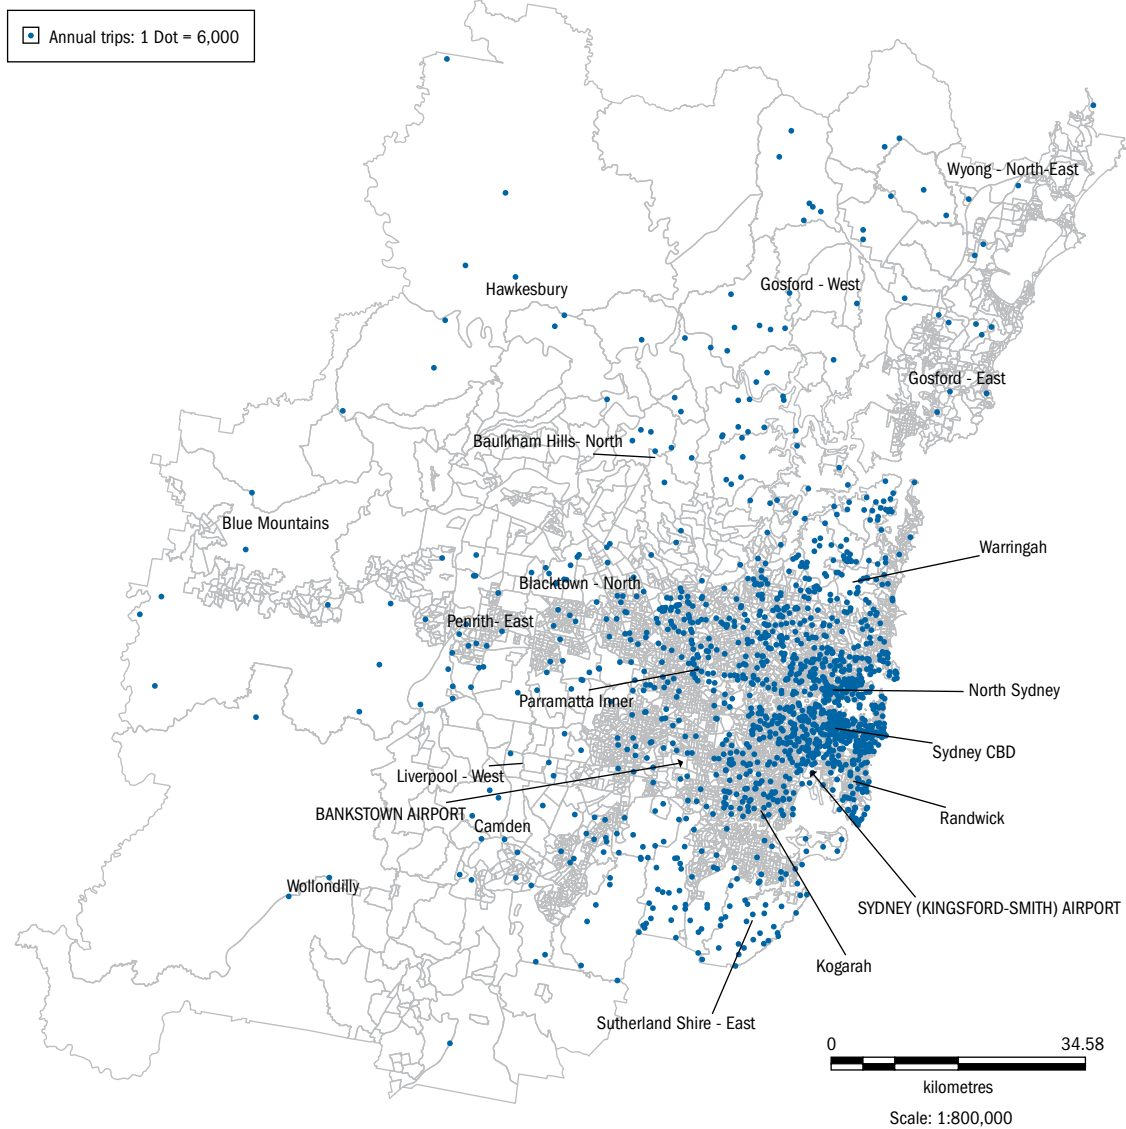 Annual trips: 1 Dot = 6,000
Wyong - North-East
Hawkesbury
Gosford - West
Gosford - East
Baulkham Hills- North
Blue Mountains
Warringah
Blacktown - North
Penrith- East
North Sydney
Parramatta Inner
Sydney CBD
Liverpool - West
BANKSTOWN AIRPORT
Randwick
Camden
Wollondilly
SYDNEY (KINGSFORD-SMITH) AIRPORT
Kogarah
Sutherland Shire - East
0 34.58
kilometres
Scale: 1:800,000